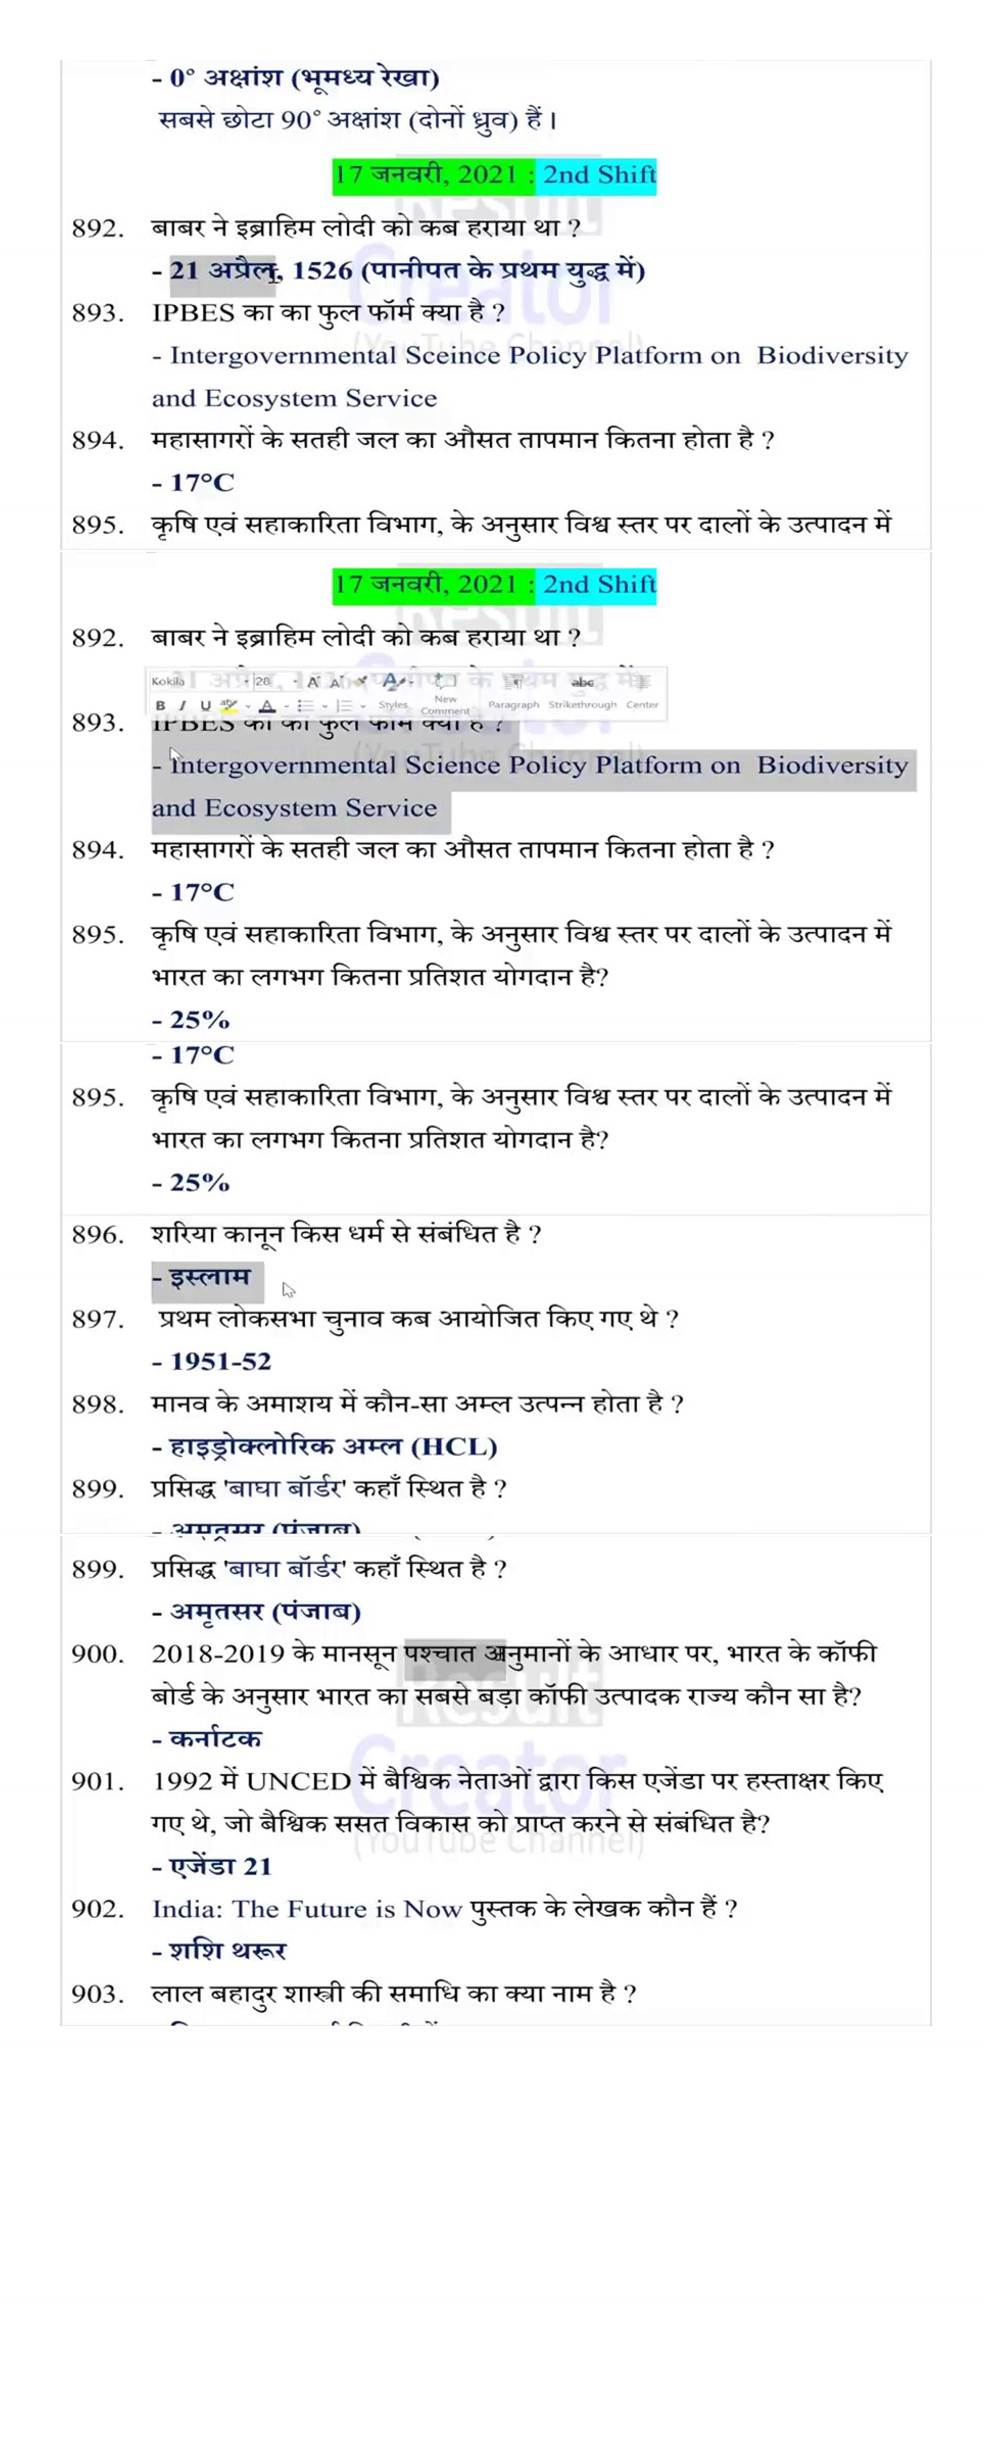 - 0° अक्षांश (भूमध्य रेखा)
सबसे छोटा 90° अक्षांश (दोनों ध्रुव) हैं।
17 जनवरी, 2021 : 2nd Shift
892. बाबर ने इब्राहिम लोदी को कब हराया था ?
- 21 अप्रैल, 1526 (पानीपत के प्रथम युद्ध में)
893. IPBES का का फुल फॉर्म क्या है ?
- Intergovernmental Sceince Policy Platform on Biodiversity
and Ecosystem Service
894. महासागरों के सतही जल का औसत तापमान कितना होता है ?
- 17°C
895. कृषि एवं सहाकारिता विभाग, के अनुसार विश्व स्तर पर दालों के उत्पादन में
17 जनवरी, 2021 : 2nd Shift
892. बाबर ने इब्राहिम लोदी को कब हराया था ?
Kokila 28 abc
B I U Styles New Comment Paragraph Strikethrough Center
893. IPBES का का फुल फॉर्म क्या है ?
- Intergovernmental Science Policy Platform on Biodiversity
and Ecosystem Service
894. महासागरों के सतही जल का औसत तापमान कितना होता है ?
- 17°C
895. कृषि एवं सहाकारिता विभाग, के अनुसार विश्व स्तर पर दालों के उत्पादन में
भारत का लगभग कितना प्रतिशत योगदान है?
- 25%
- 17°C
895. कृषि एवं सहाकारिता विभाग, के अनुसार विश्व स्तर पर दालों के उत्पादन में
भारत का लगभग कितना प्रतिशत योगदान है?
- 25%
896. शरिया कानून किस धर्म से संबंधित है ?
- इस्लाम
897. प्रथम लोकसभा चुनाव कब आयोजित किए गए थे ?
- 1951-52
898. मानव के अमाशय में कौन-सा अम्ल उत्पन्न होता है ?
- हाइड्रोक्लोरिक अम्ल (HCL)
899. प्रसिद्ध 'बाघा बॉर्डर' कहाँ स्थित है ?
- अमृतसर (पंजाब)
899. प्रसिद्ध 'बाघा बॉर्डर' कहाँ स्थित है ?
- अमृतसर (पंजाब)
900. 2018-2019 के मानसून पश्चात अनुमानों के आधार पर, भारत के कॉफी
बोर्ड के अनुसार भारत का सबसे बड़ा कॉफी उत्पादक राज्य कौन सा है?
- कर्नाटक
901. 1992 में UNCED में बैश्विक नेताओं द्वारा किस एजेंडा पर हस्ताक्षर किए
गए थे, जो बैश्विक ससत विकास को प्राप्त करने से संबंधित है?
- एजेंडा 21
902. India: The Future is Now पुस्तक के लेखक कौन हैं ?
- शशि थरूर
903. लाल बहादुर शास्त्री की समाधि का क्या नाम है ?